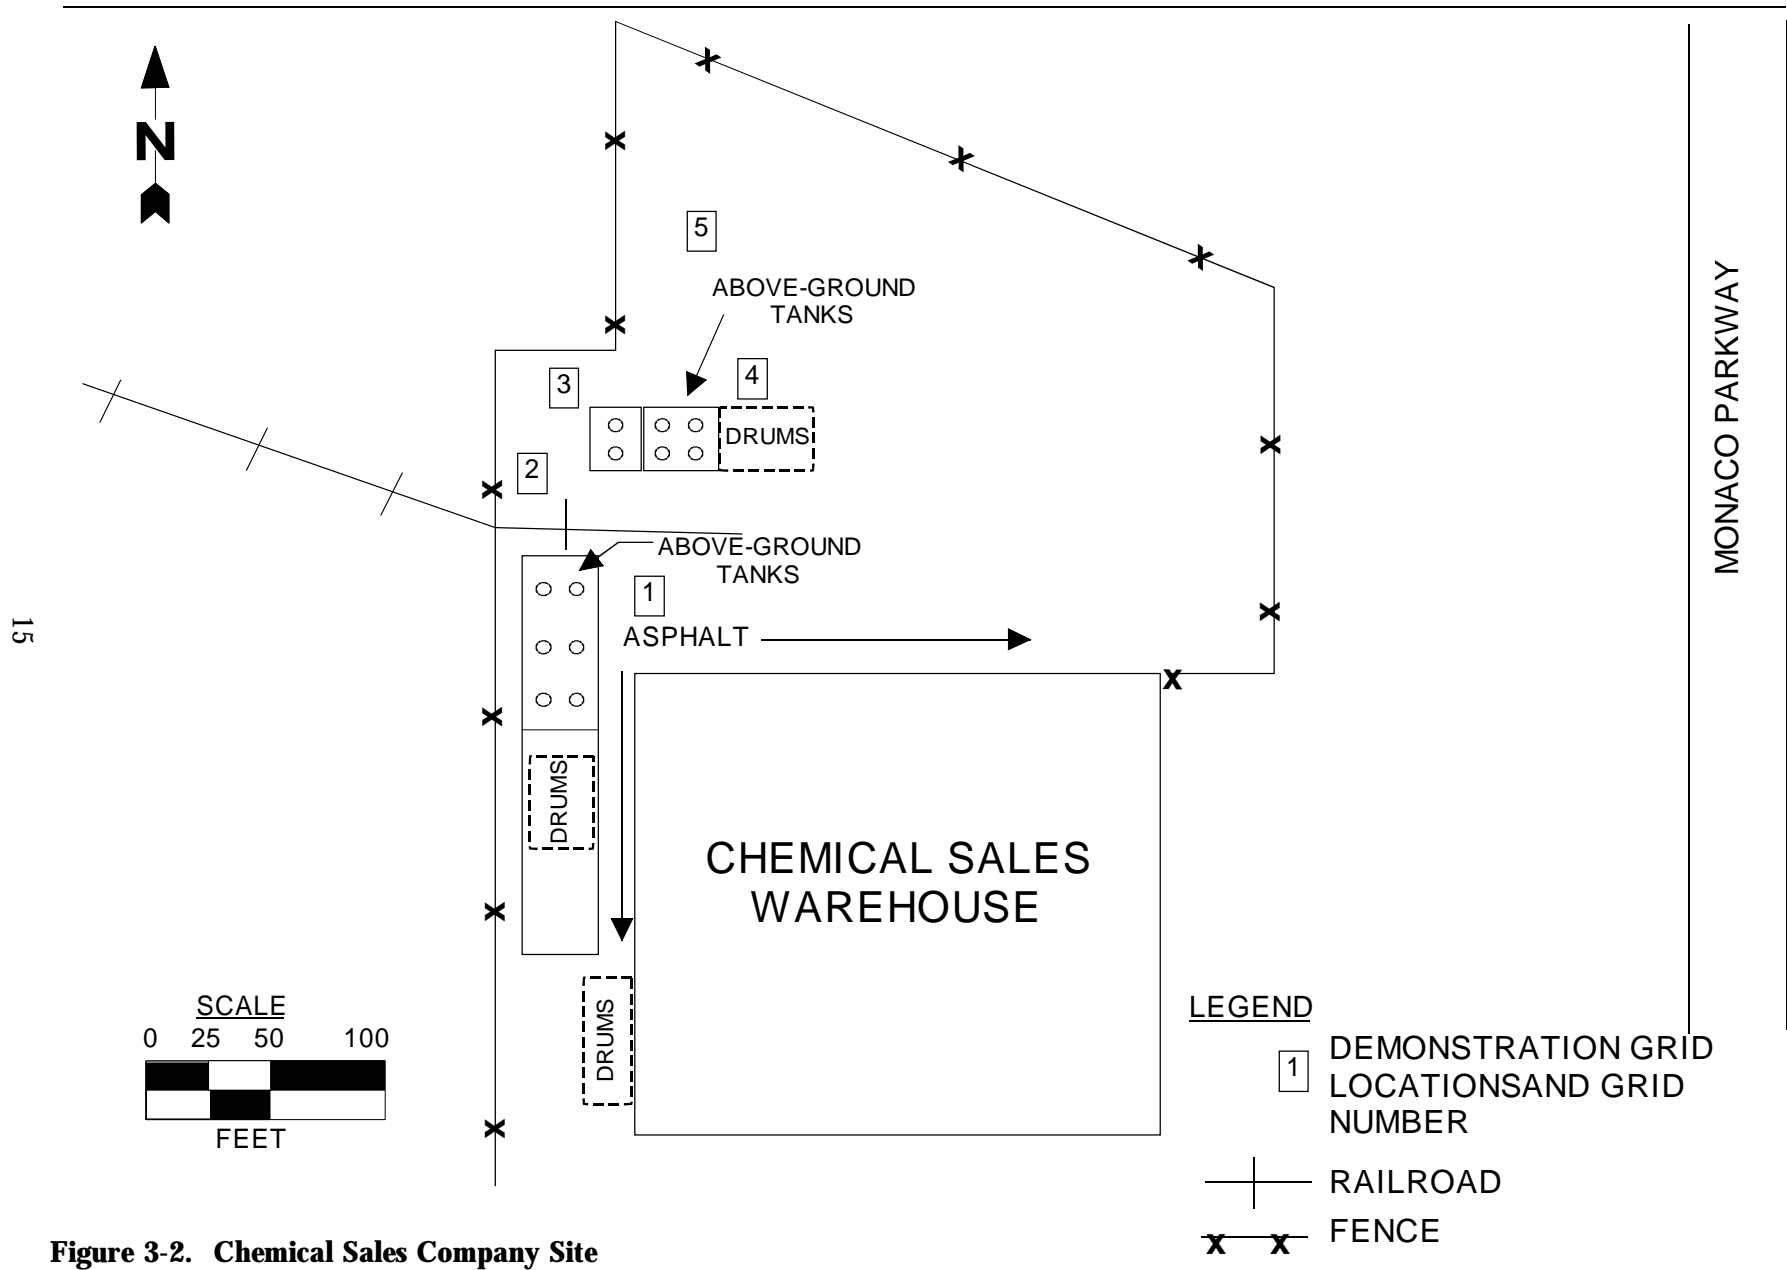 N
5
ABOVE-GROUND
TANKS
3
4
DRUMS
2
ABOVE-GROUND
TANKS
1
ASPHALT
MONACO PARKWAY
15
DRUMS
CHEMICAL SALES
WAREHOUSE
DRUMS
SCALE
0 25 50 100
FEET
LEGEND
1
DEMONSTRATION GRID
LOCATIONSAND GRID
NUMBER
RAILROAD
X X FENCE
Figure 3-2. Chemical Sales Company Site